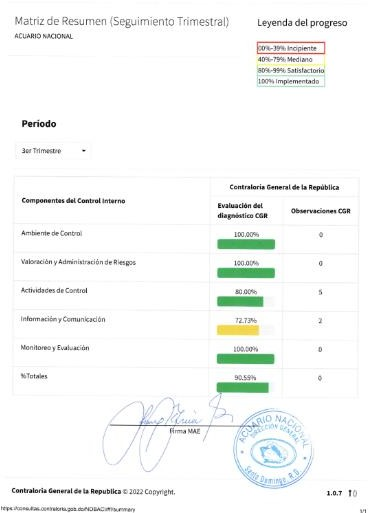 Matriz de Resumen (Seguimiento Trimestral)
ACUARIO NACIONAL
Leyenda del progreso
00%-39% Incipiente
40%-79% Mediano
80%-99% Satisfactorio
100% Implementado
Período
3er Trimestre
Componentes del Control Interno
Contraloría General de la República
Evaluación del diagnóstico CGR
Observaciones CGR
Ambiente de Control 100.00% 0
Valoración y Administración de Riesgos 100.00% 0
Actividades de Control 80.00% 5
Información y Comunicación 72.73% 2
Monitoreo y Evaluación 100.00% 0
%Totales 90.55% 0
Firma MAE
ACUARIO NACIONAL
DIRECCION GENERAL
Santo Domingo, R.D.
Contraloría General de la Republica © 2022 Copyright.
1.0.7
https://consultas.contraloria.gob.do/NOBACI/#!/summary
1/1